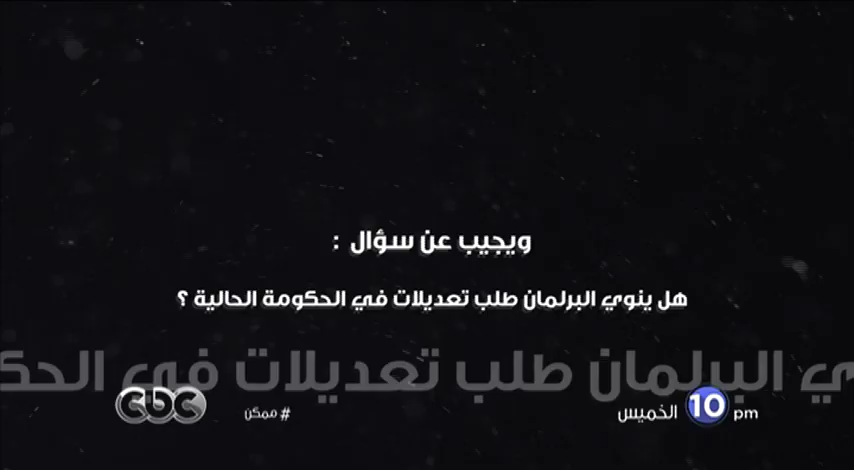 ويجيب عن سؤال :
هل ينوي البرلمان طلب تعديلات في الحكومة الحالية ؟
ي البرلمان طلب تعديلات في الحك
cbc
# ممكن
الخميس 10 pm